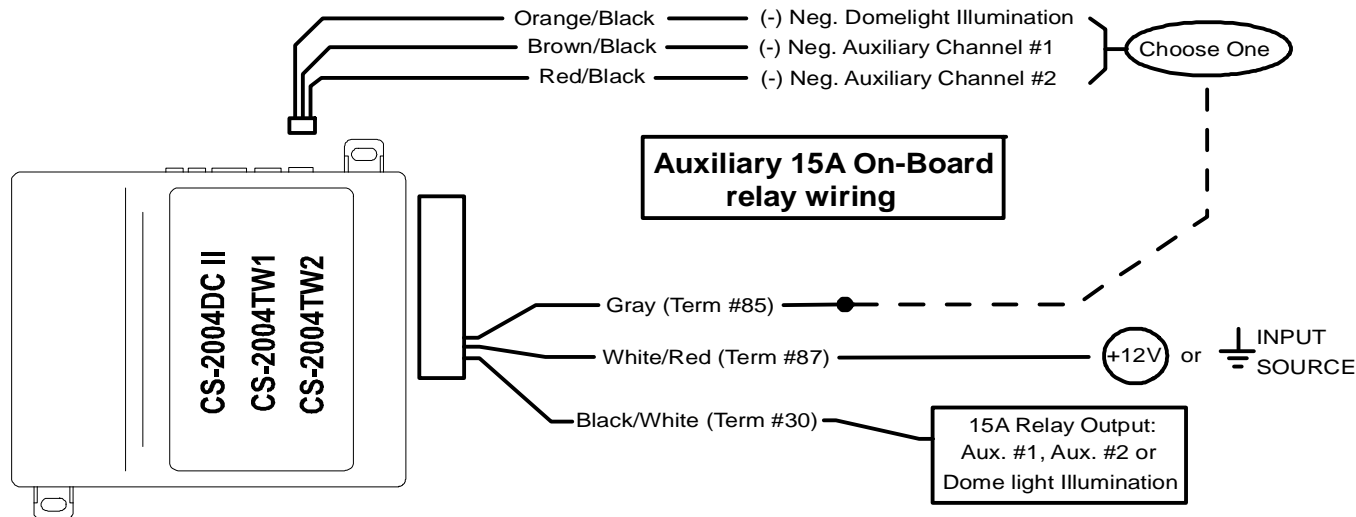 Orange/Black (-) Neg. Domelight Illumination
Brown/Black (-) Neg. Auxiliary Channel #1
Red/Black (-) Neg. Auxiliary Channel #2
Choose One
Auxiliary 15A On-Board
relay wiring
CS-2004DC II
CS-2004TW1
CS-2004TW2
Gray (Term #85)
White/Red (Term #87)
+12V or INPUT
SOURCE
Black/White (Term #30)
15A Relay Output:
Aux. #1, Aux. #2 or
Dome light Illumination